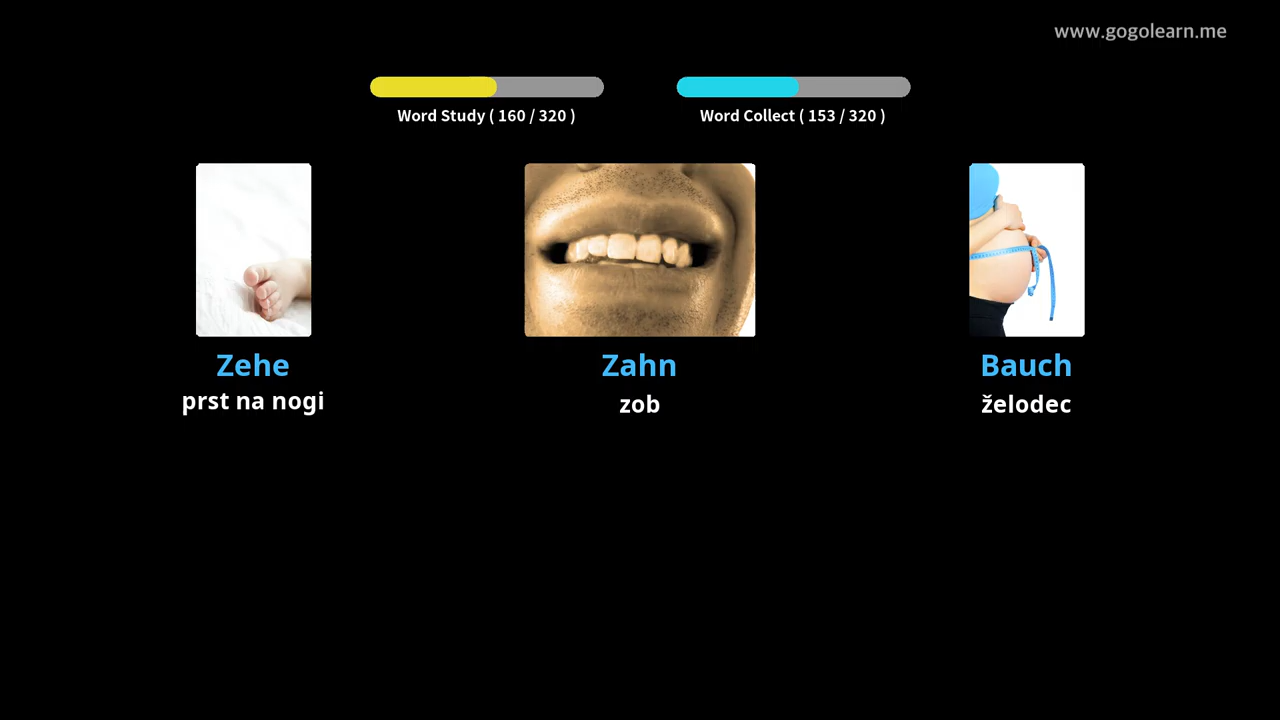 www.gogolearn.me
Word Study ( 160 / 320 )
Word Collect ( 153 / 320 )
Zehe
prst na nogi
Zahn
zob
Bauch
želodec